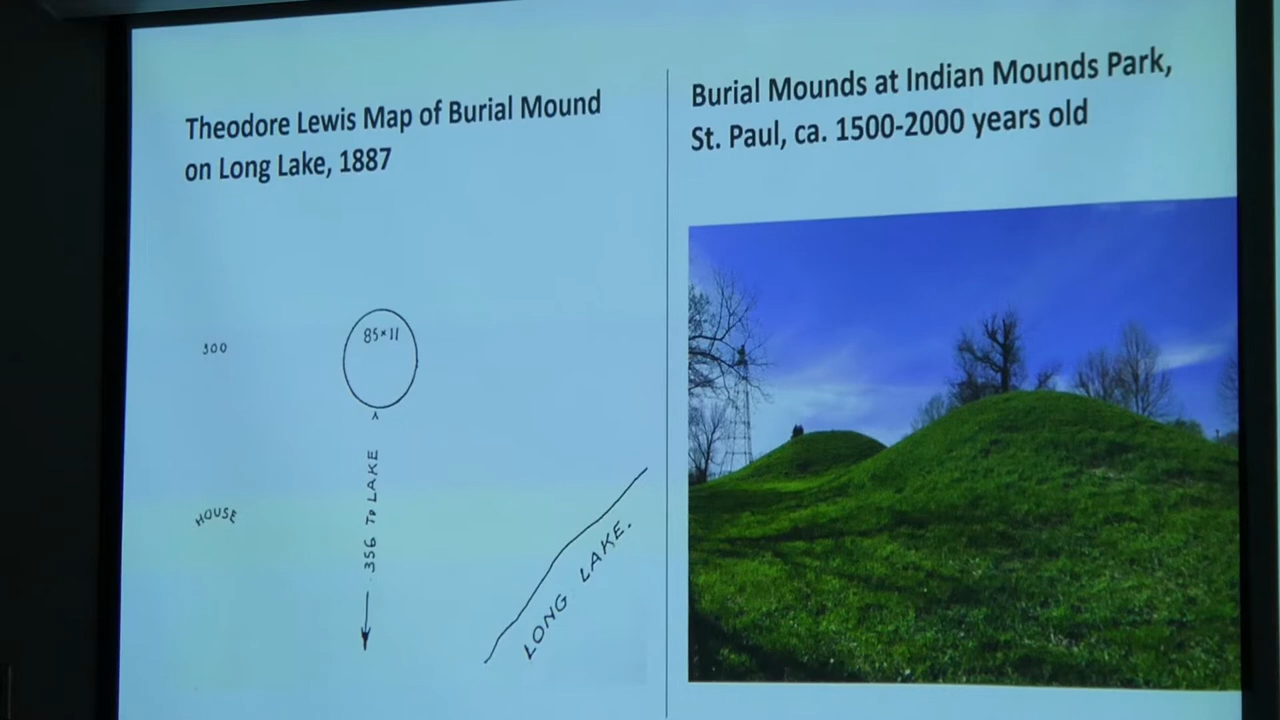 Theodore Lewis Map of Burial Mound
on Long Lake, 1887
300
85×11
HOUSE
356 TO LAKE
LONG LAKE.
Burial Mounds at Indian Mounds Park,
St. Paul, ca. 1500-2000 years old